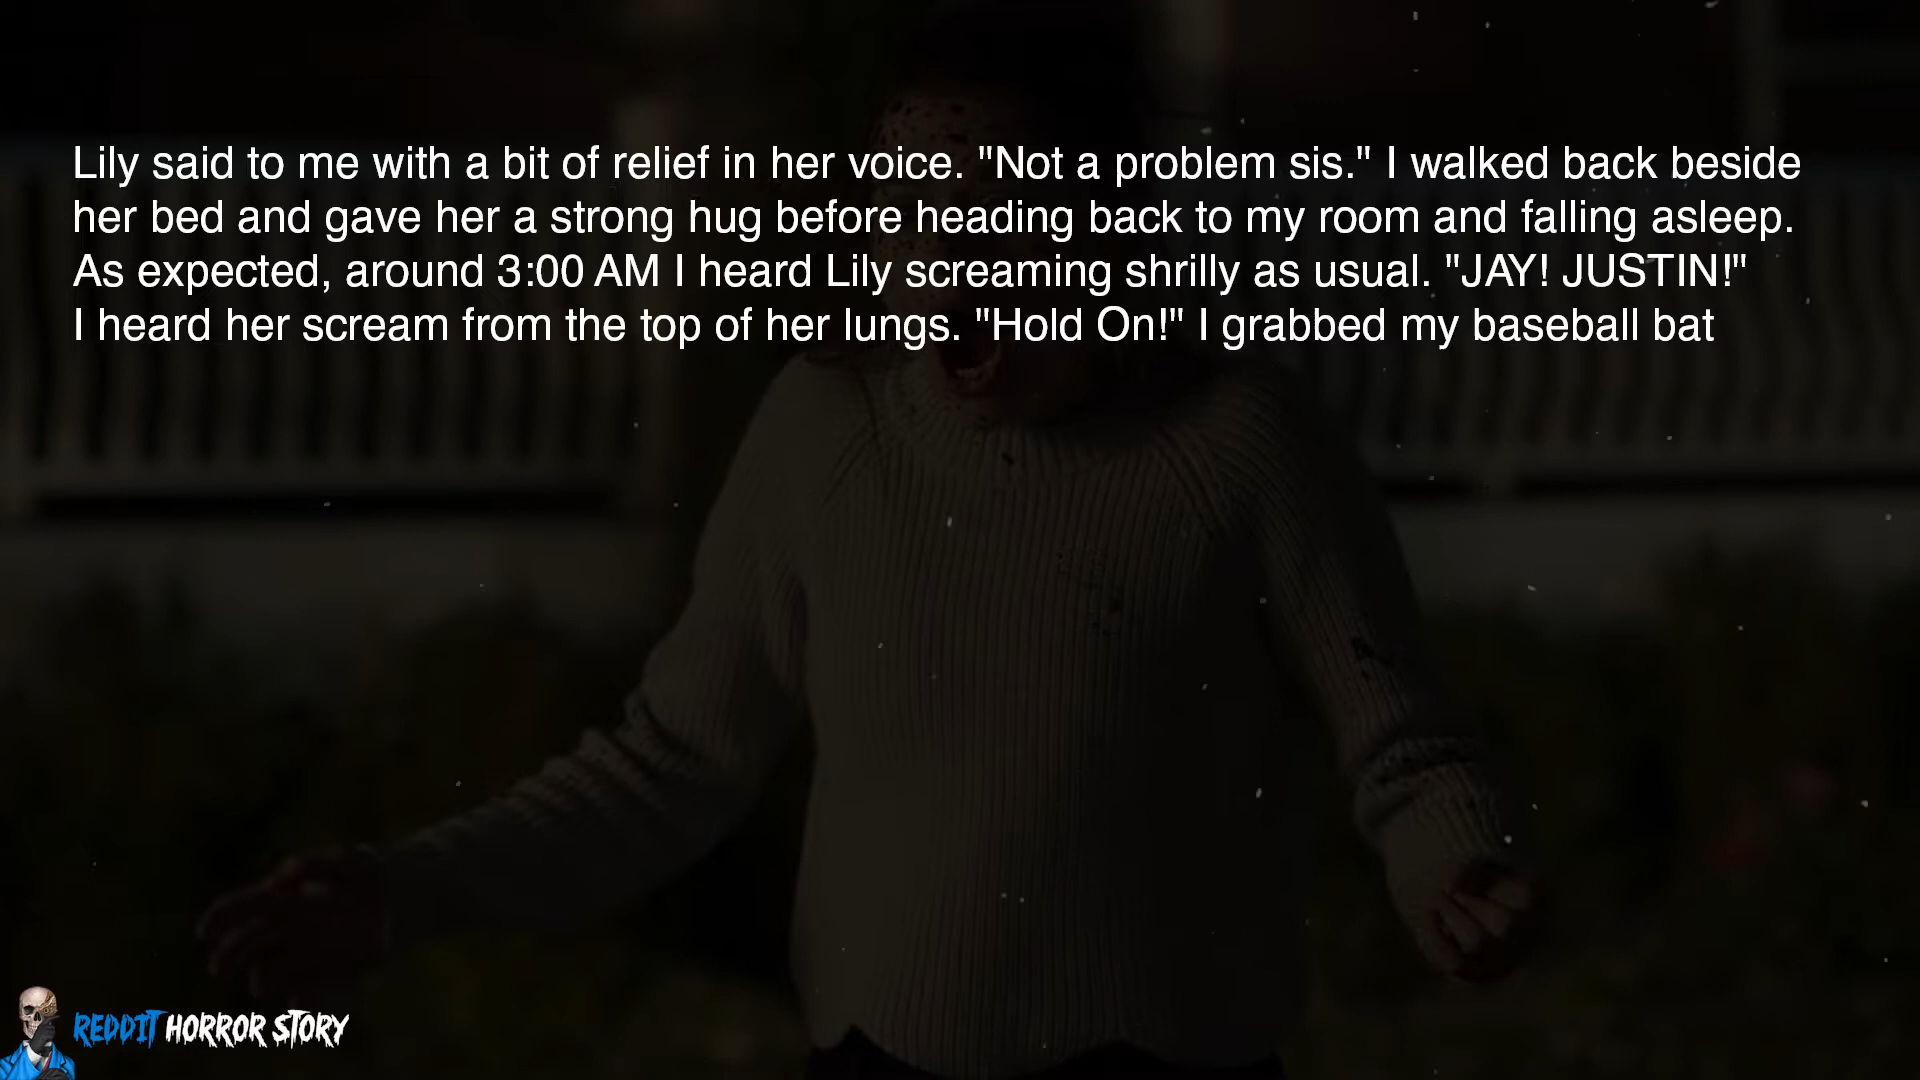 Lily said to me with a bit of relief in her voice. "Not a problem sis." I walked back beside
her bed and gave her a strong hug before heading back to my room and falling asleep.
As expected, around 3:00 AM I heard Lily screaming shrilly as usual. "JAY! JUSTIN!"
I heard her scream from the top of her lungs. "Hold On!" I grabbed my baseball bat
REDDIT HORROR STORY